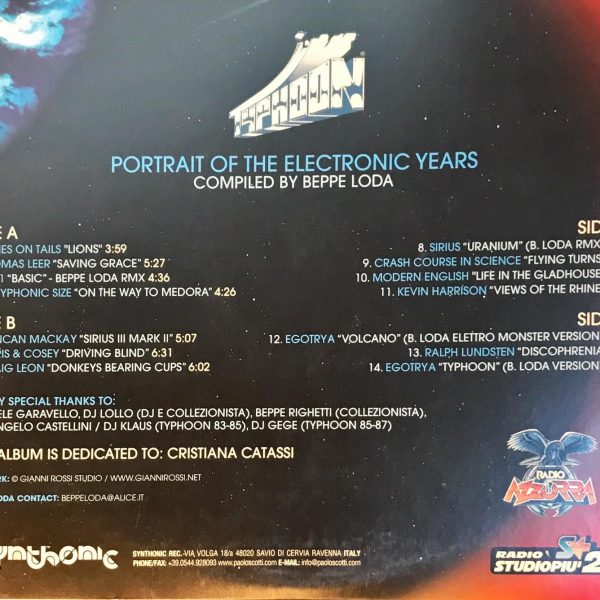 TYPHOON
PORTRAIT OF THE ELECTRONIC YEARS
COMPILED BY BEPPE LODA
E A
ES ON TAILS "LIONS" 3:59
OMAS LEER "SAVING GRACE" 5:27
1 "BASIC" - BEPPE LODA RMX 4:36
YPHONIC SIZE "ON THE WAY TO MEDORA" 4:26
E B
NCAN MACKAY "SIRIUS III MARK II" 5:07
IS & COSEY "DRIVING BLIND" 6:31
AIG LEON "DONKEYS BEARING CUPS" 6:02
SID
8. SIRIUS "URANIUM" (B. LODA RMX
9. CRASH COURSE IN SCIENCE "FLYING TURNS
10. MODERN ENGLISH "LIFE IN THE GLADHOUSE
11. KEVIN HARRISON "VIEWS OF THE RHINE
SID
12. EGOTRYA "VOLCANO" (B. LODA ELETTRO MONSTER VERSION
13. RALPH LUNDSTEN "DISCOPHRENIA
14. EGOTRYA "TYPHOON" (B. LODA VERSION
Y SPECIAL THANKS TO:
ELE GARAVELLO, DJ LOLLO (DJ E COLLEZIONISTA), BEPPE RIGHETTI (COLLEZIONISTA),
NGELO CASTELLINI / DJ KLAUS (TYPHOON 83-85), DJ GEGE (TYPHOON 85-87)
ALBUM IS DEDICATED TO: CRISTIANA CATASSI
RK: © GIANNI ROSSI STUDIO / WWW.GIANNIROSSI.NET
ODA CONTACT: BEPPELODA@ALICE.IT
RADIO
AZZURRA
synthonic
SYNTHONIC REC.-VIA, VOLGA 18/a 48020 SAVIO DI CERVIA RAVENNA ITALY
PHONE/FAX: +39.0544.928093 www.paoloscotti.com E-MAIL: info@paoloscotti.com
RADIO
STUDIOPIU' 2